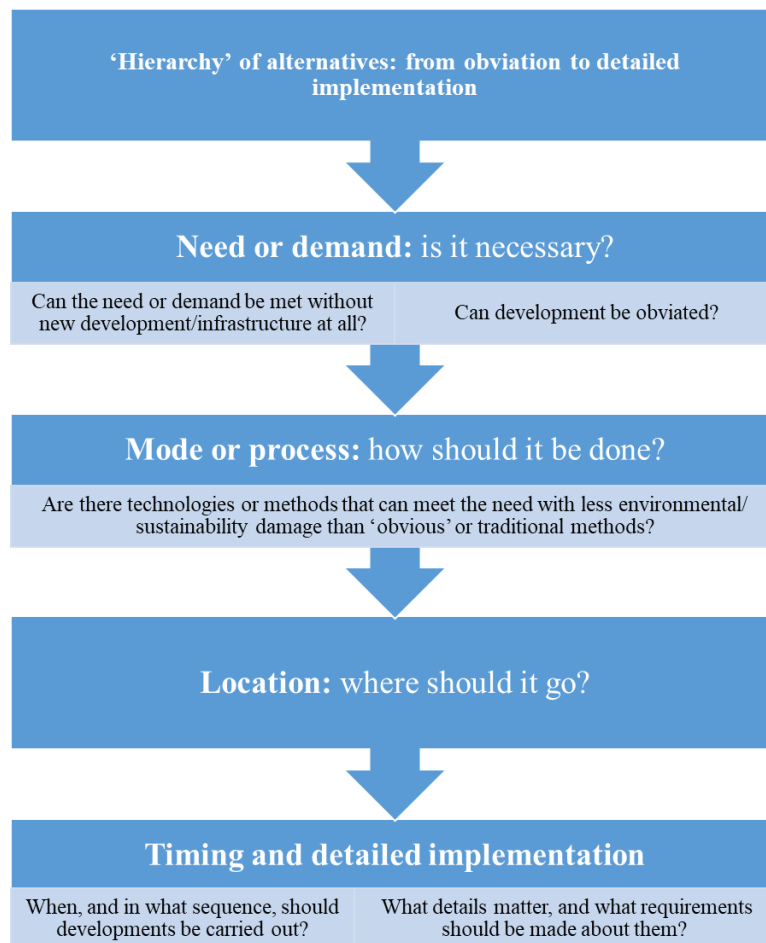 ‘Hierarchy’ of alternatives: from obviation to detailed
implementation
Need or demand: is it necessary?
Can the need or demand be met without
new development/infrastructure at all?
Can development be obviated?
Mode or process: how should it be done?
Are there technologies or methods that can meet the need with less environmental/
sustainability damage than ‘obvious’ or traditional methods?
Location: where should it go?
Timing and detailed implementation
When, and in what sequence, should
developments be carried out?
What details matter, and what requirements
should be made about them?